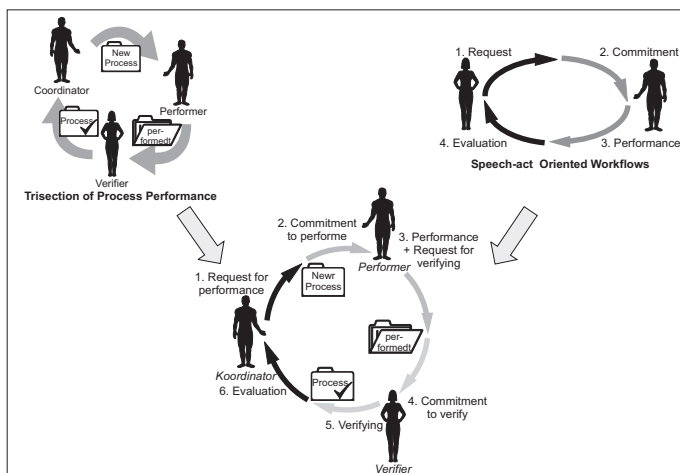 New
Process
Coordinator
Performer
Process
per-
formedt
Verifier
Trisection of Process Performance
1. Request
2. Commitment
4. Evaluation
3. Performance
Speech-act Oriented Workflows
2. Commitment
to performe
3. Performance
+ Request for
verifying
Performer
1. Request for
performance
Newr
Process
per-
formedt
Koordinator
6. Evaluation
Process
5. Verifying
4. Commitment
to verify
Verifier